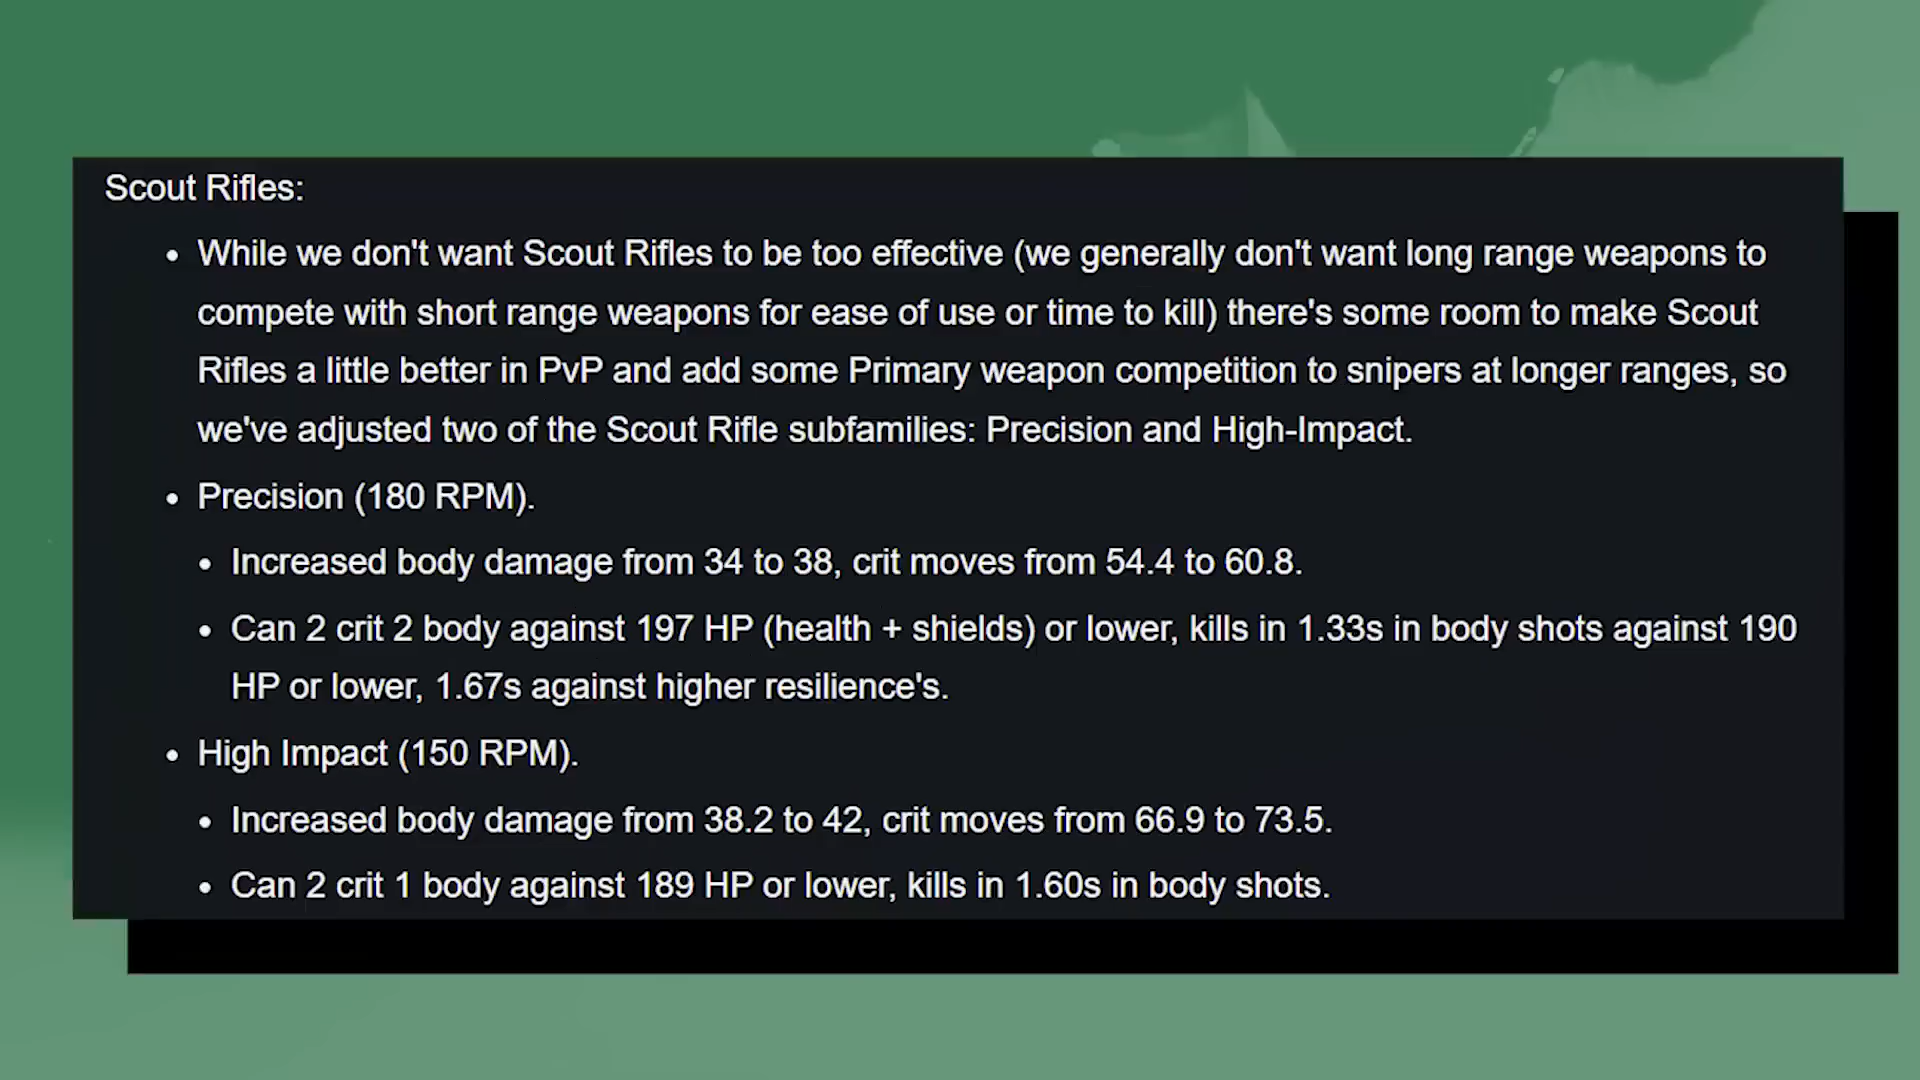 Scout Rifles:
• While we don't want Scout Rifles to be too effective (we generally don't want long range weapons to
compete with short range weapons for ease of use or time to kill) there's some room to make Scout
Rifles a little better in PvP and add some Primary weapon competition to snipers at longer ranges, so
we've adjusted two of the Scout Rifle subfamilies: Precision and High-Impact.
• Precision (180 RPM).
• Increased body damage from 34 to 38, crit moves from 54.4 to 60.8.
• Can 2 crit 2 body against 197 HP (health + shields) or lower, kills in 1.33s in body shots against 190
HP or lower, 1.67s against higher resilience's.
• High Impact (150 RPM).
• Increased body damage from 38.2 to 42, crit moves from 66.9 to 73.5.
• Can 2 crit 1 body against 189 HP or lower, kills in 1.60s in body shots.